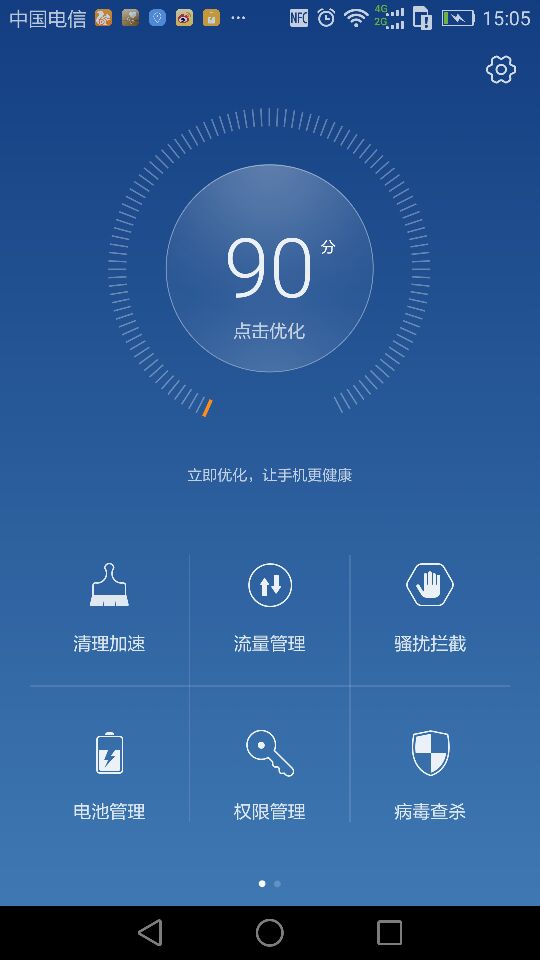 中国电信 ... NFC 4G 2G 15:05
90 分
点击优化
立即优化，让手机更健康
清理加速 流量管理 骚扰拦截
电池管理 权限管理 病毒查杀